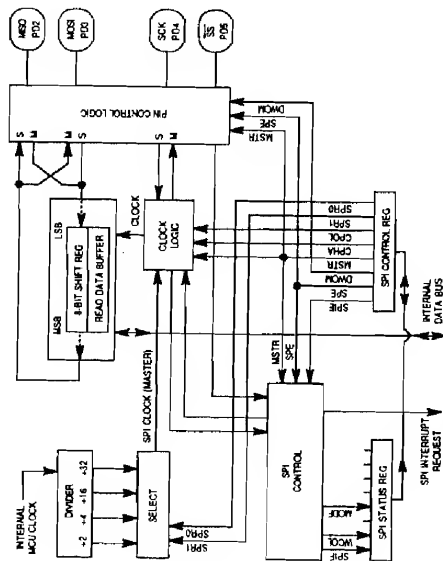 INTERNAL
MCU CLOCK
DIVIDER
÷2 ÷4 ÷16 ÷32
SELECT
SPR1
SPR0
SPI CLOCK (MASTER)
MSB
LSB
8-BIT SHIFT REG
READ DATA BUFFER
CLOCK
CLOCK
LOGIC
PIN CONTROL LOGIC
S
M
M
S
S
M
MISO
PD2
MOSI
PD3
SCK
PD4
SS
PD5
MSTR
SPE
DWOM
MSTR
SPE
SPI
CONTROL
SPIF
WCOL
MODF
SPI STATUS REG
SPI INTERRUPT
REQUEST
SPIE
SPE
DWOM
MSTR
CPHA
CPOL
SPR1
SPR0
SPI CONTROL REG
INTERNAL
DATA BUS